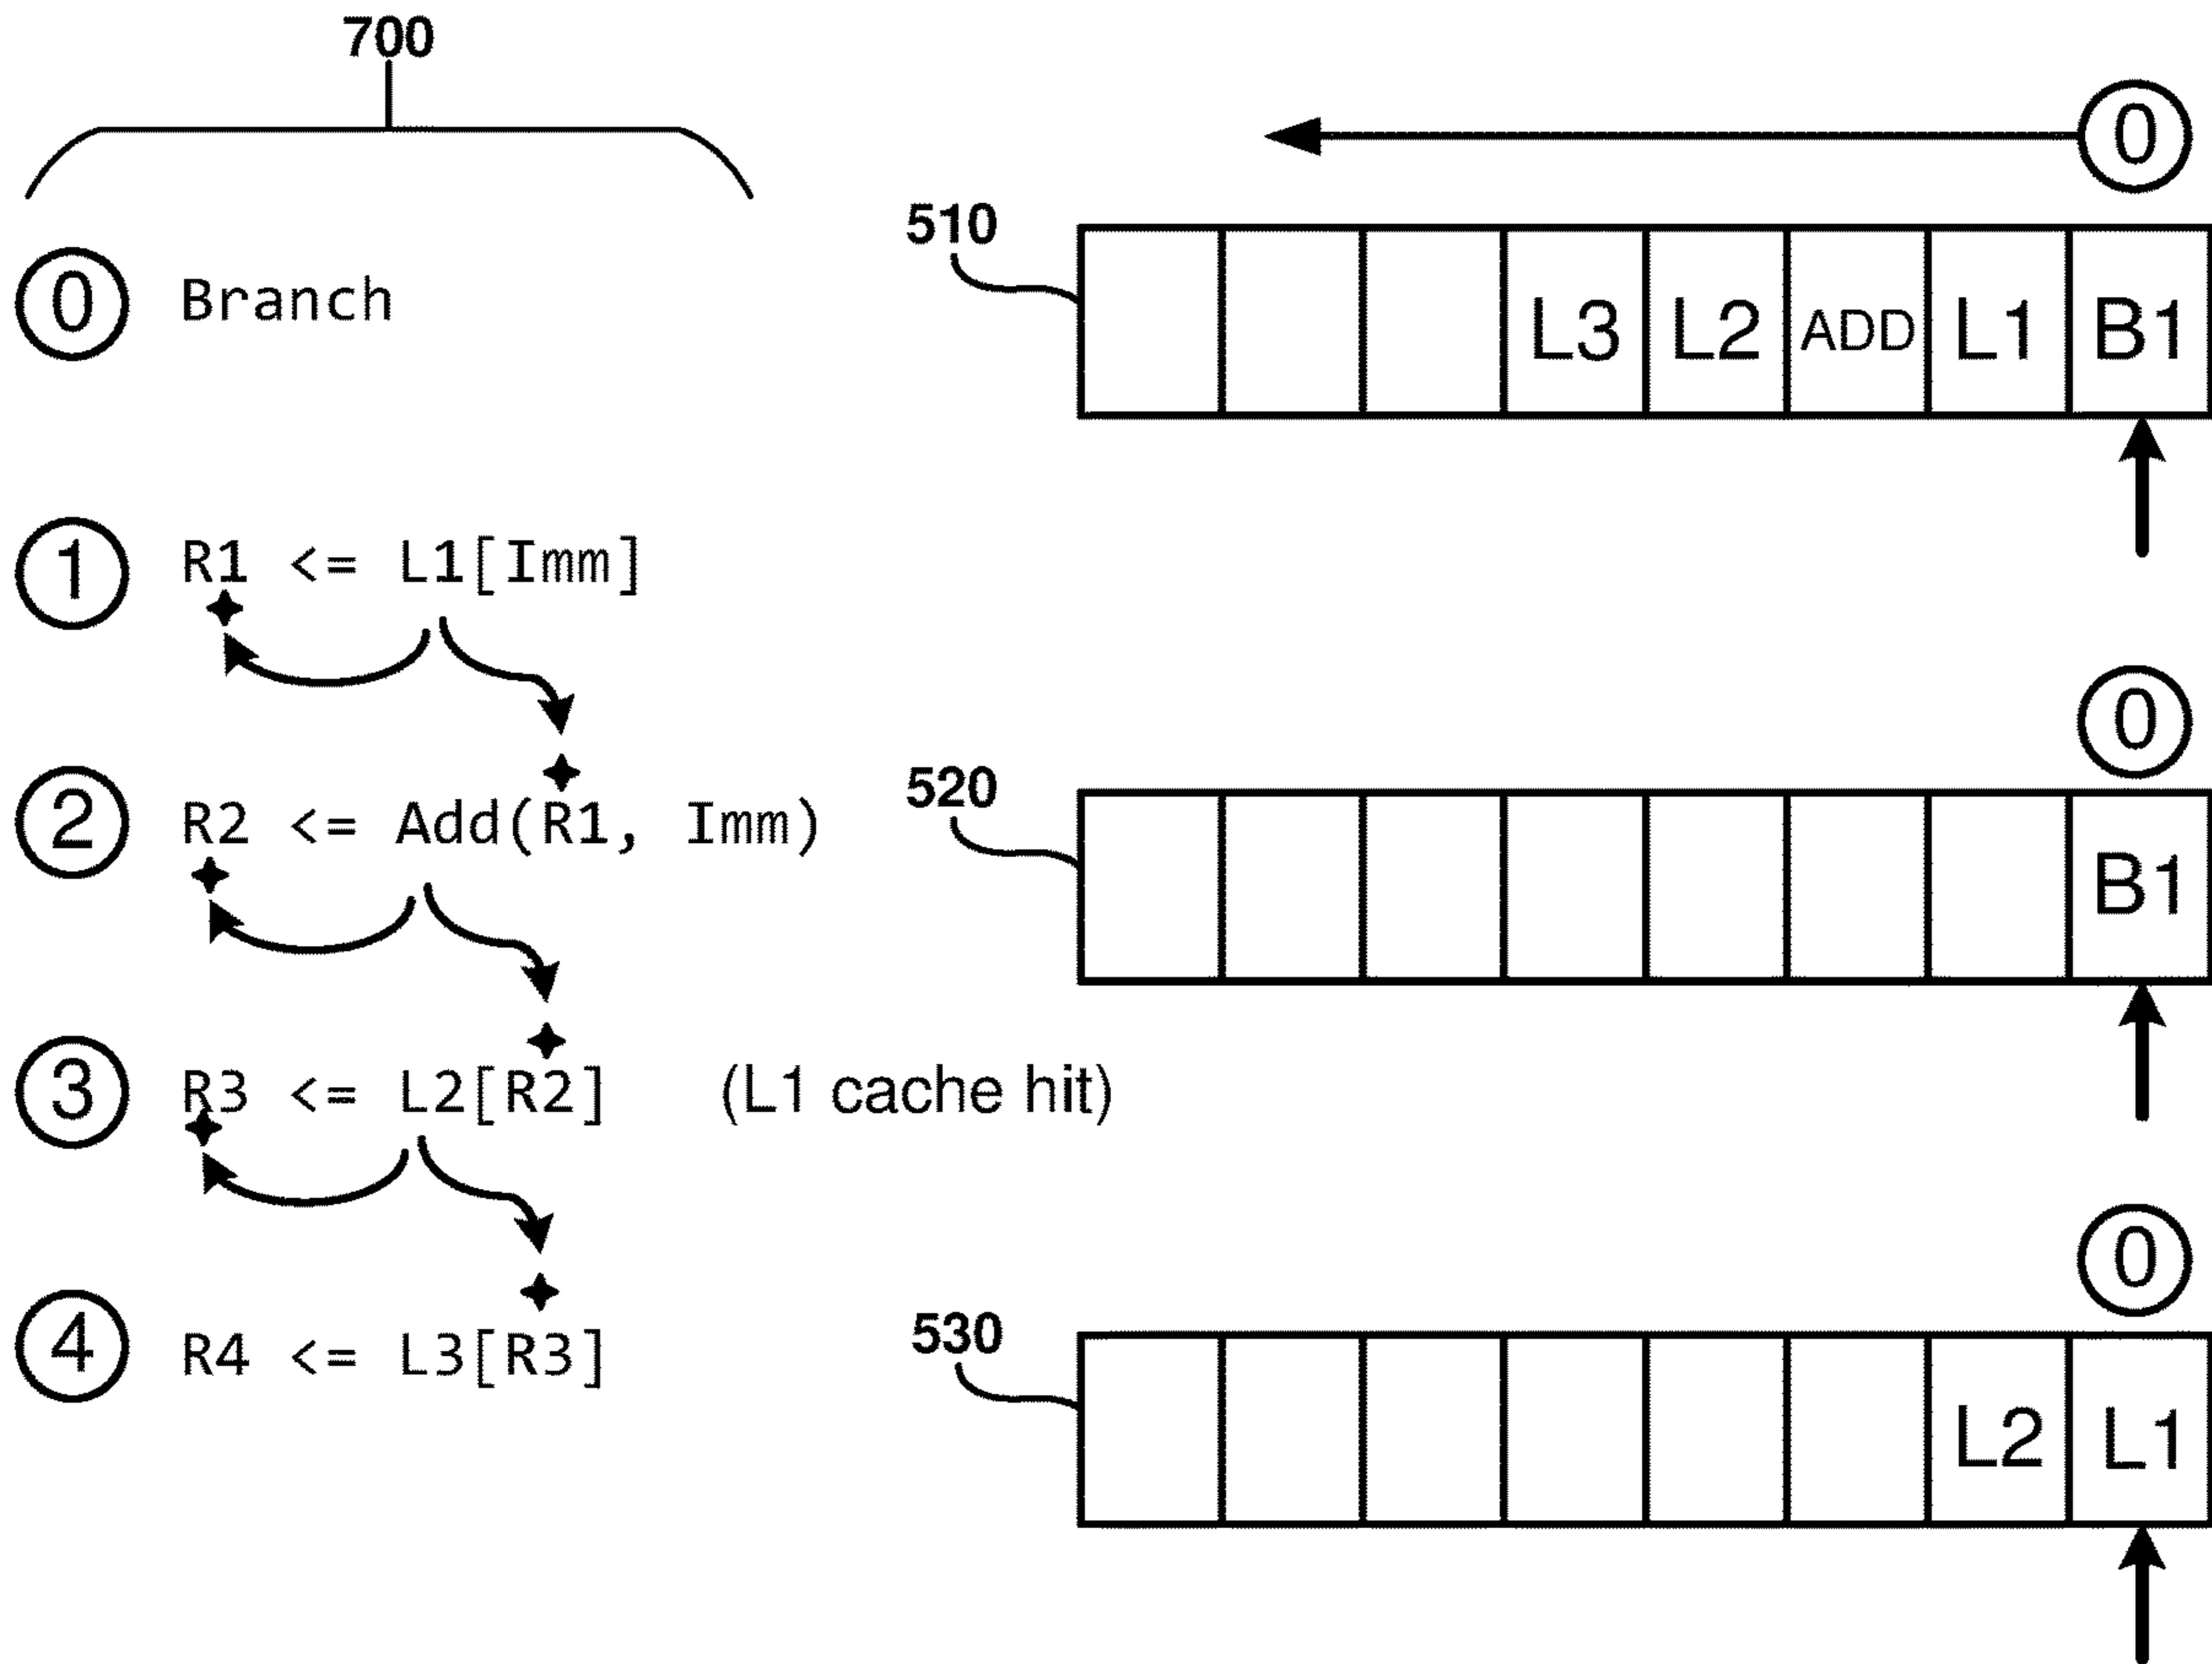 700
0 Branch
1 R1 <= L1[Imm]
2 R2 <= Add(R1, Imm)
3 R3 <= L2[R2] (L1 cache hit)
4 R4 <= L3[R3]
0
510
L3 L2 ADD L1 B1
0
520
B1
0
530
L2 L1